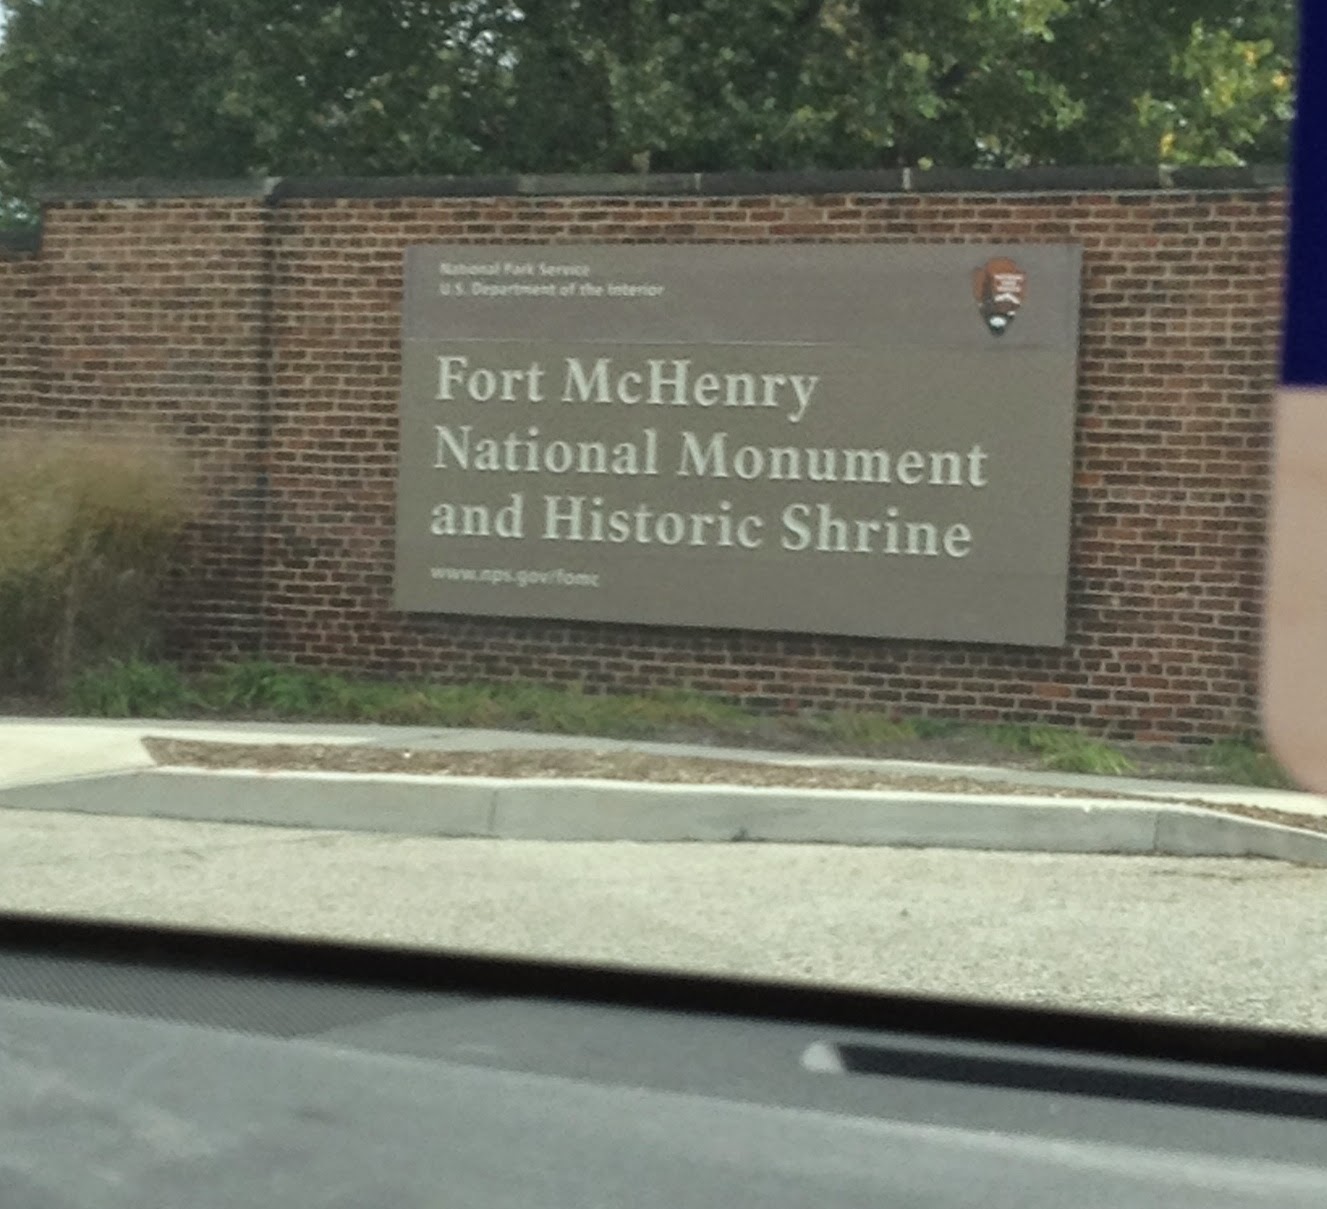 National Park Service
U.S. Department of the Interior
Fort McHenry
National Monument
and Historic Shrine
www.nps.gov/fomc